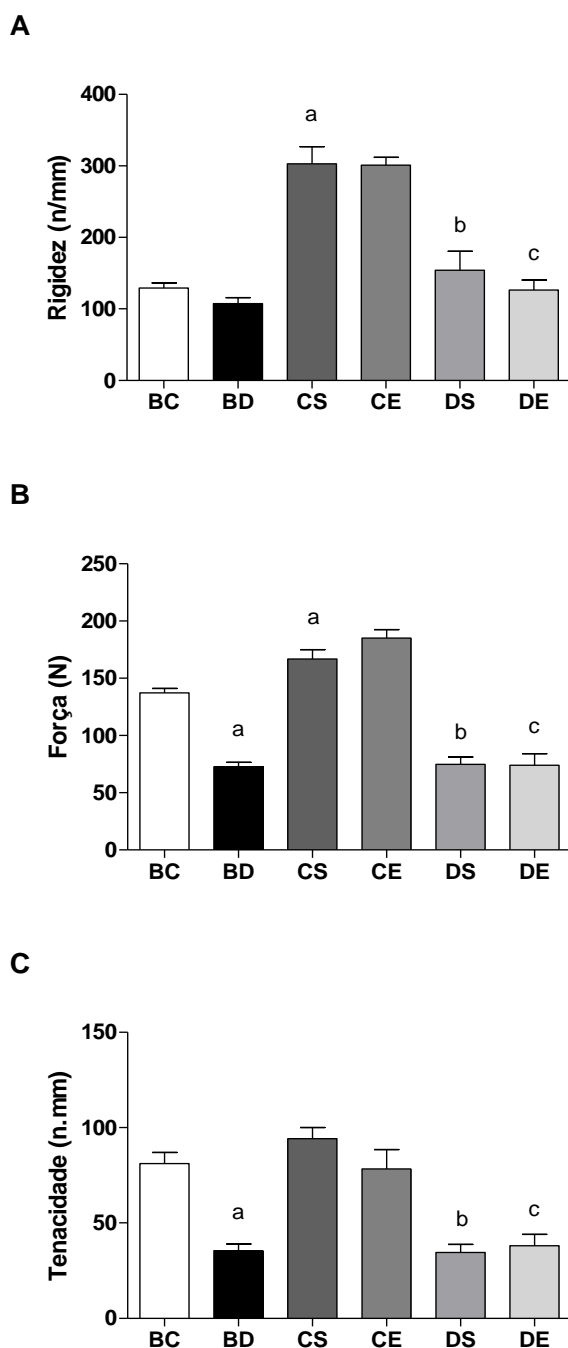 A
Rigidez (n/mm)
400
300
200
100
0
a
b
c
BC BD CS CE DS DE
B
Força (N)
250
200
150
100
50
0
a
a
b
c
BC BD CS CE DS DE
C
Tenacidade (n.mm)
150
100
50
0
a
b
c
BC BD CS CE DS DE